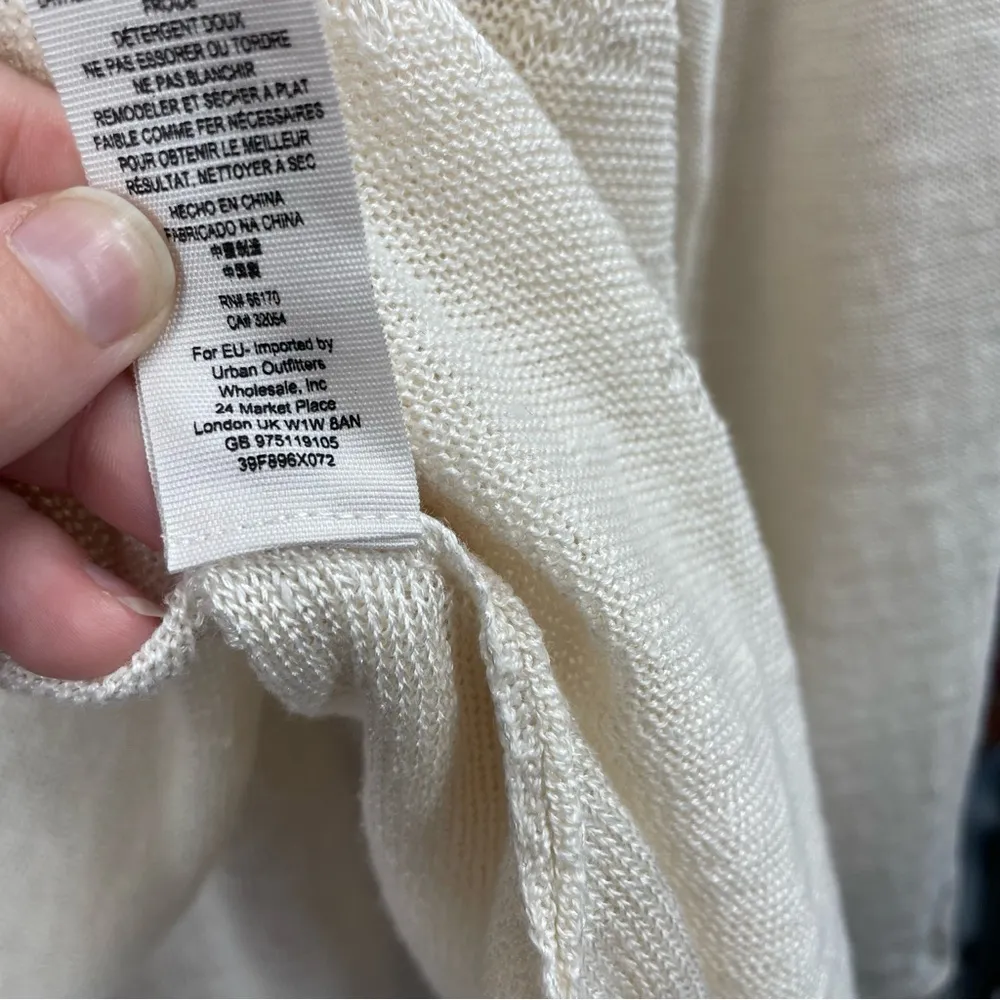 FROIDE
DÉTERGENT DOUX
NE PAS ESSORER OU TORDRE
NE PAS BLANCHIR
REMODELER ET SÉCHER A PLAT
FAIBLE COMME FER NÉCESSAIRES
POUR OBTENIR LE MEILLEUR
RÉSULTAT, NETTOYER A SEC
HECHO EN CHINA
FABRICADO NA CHINA
中國制造
中国製
RN# 66170
CA# 32054
For EU- Imported by
Urban Outfitters
Wholesale, Inc
24 Market Place
London UK W1W 8AN
GB 975119105
39F896X072